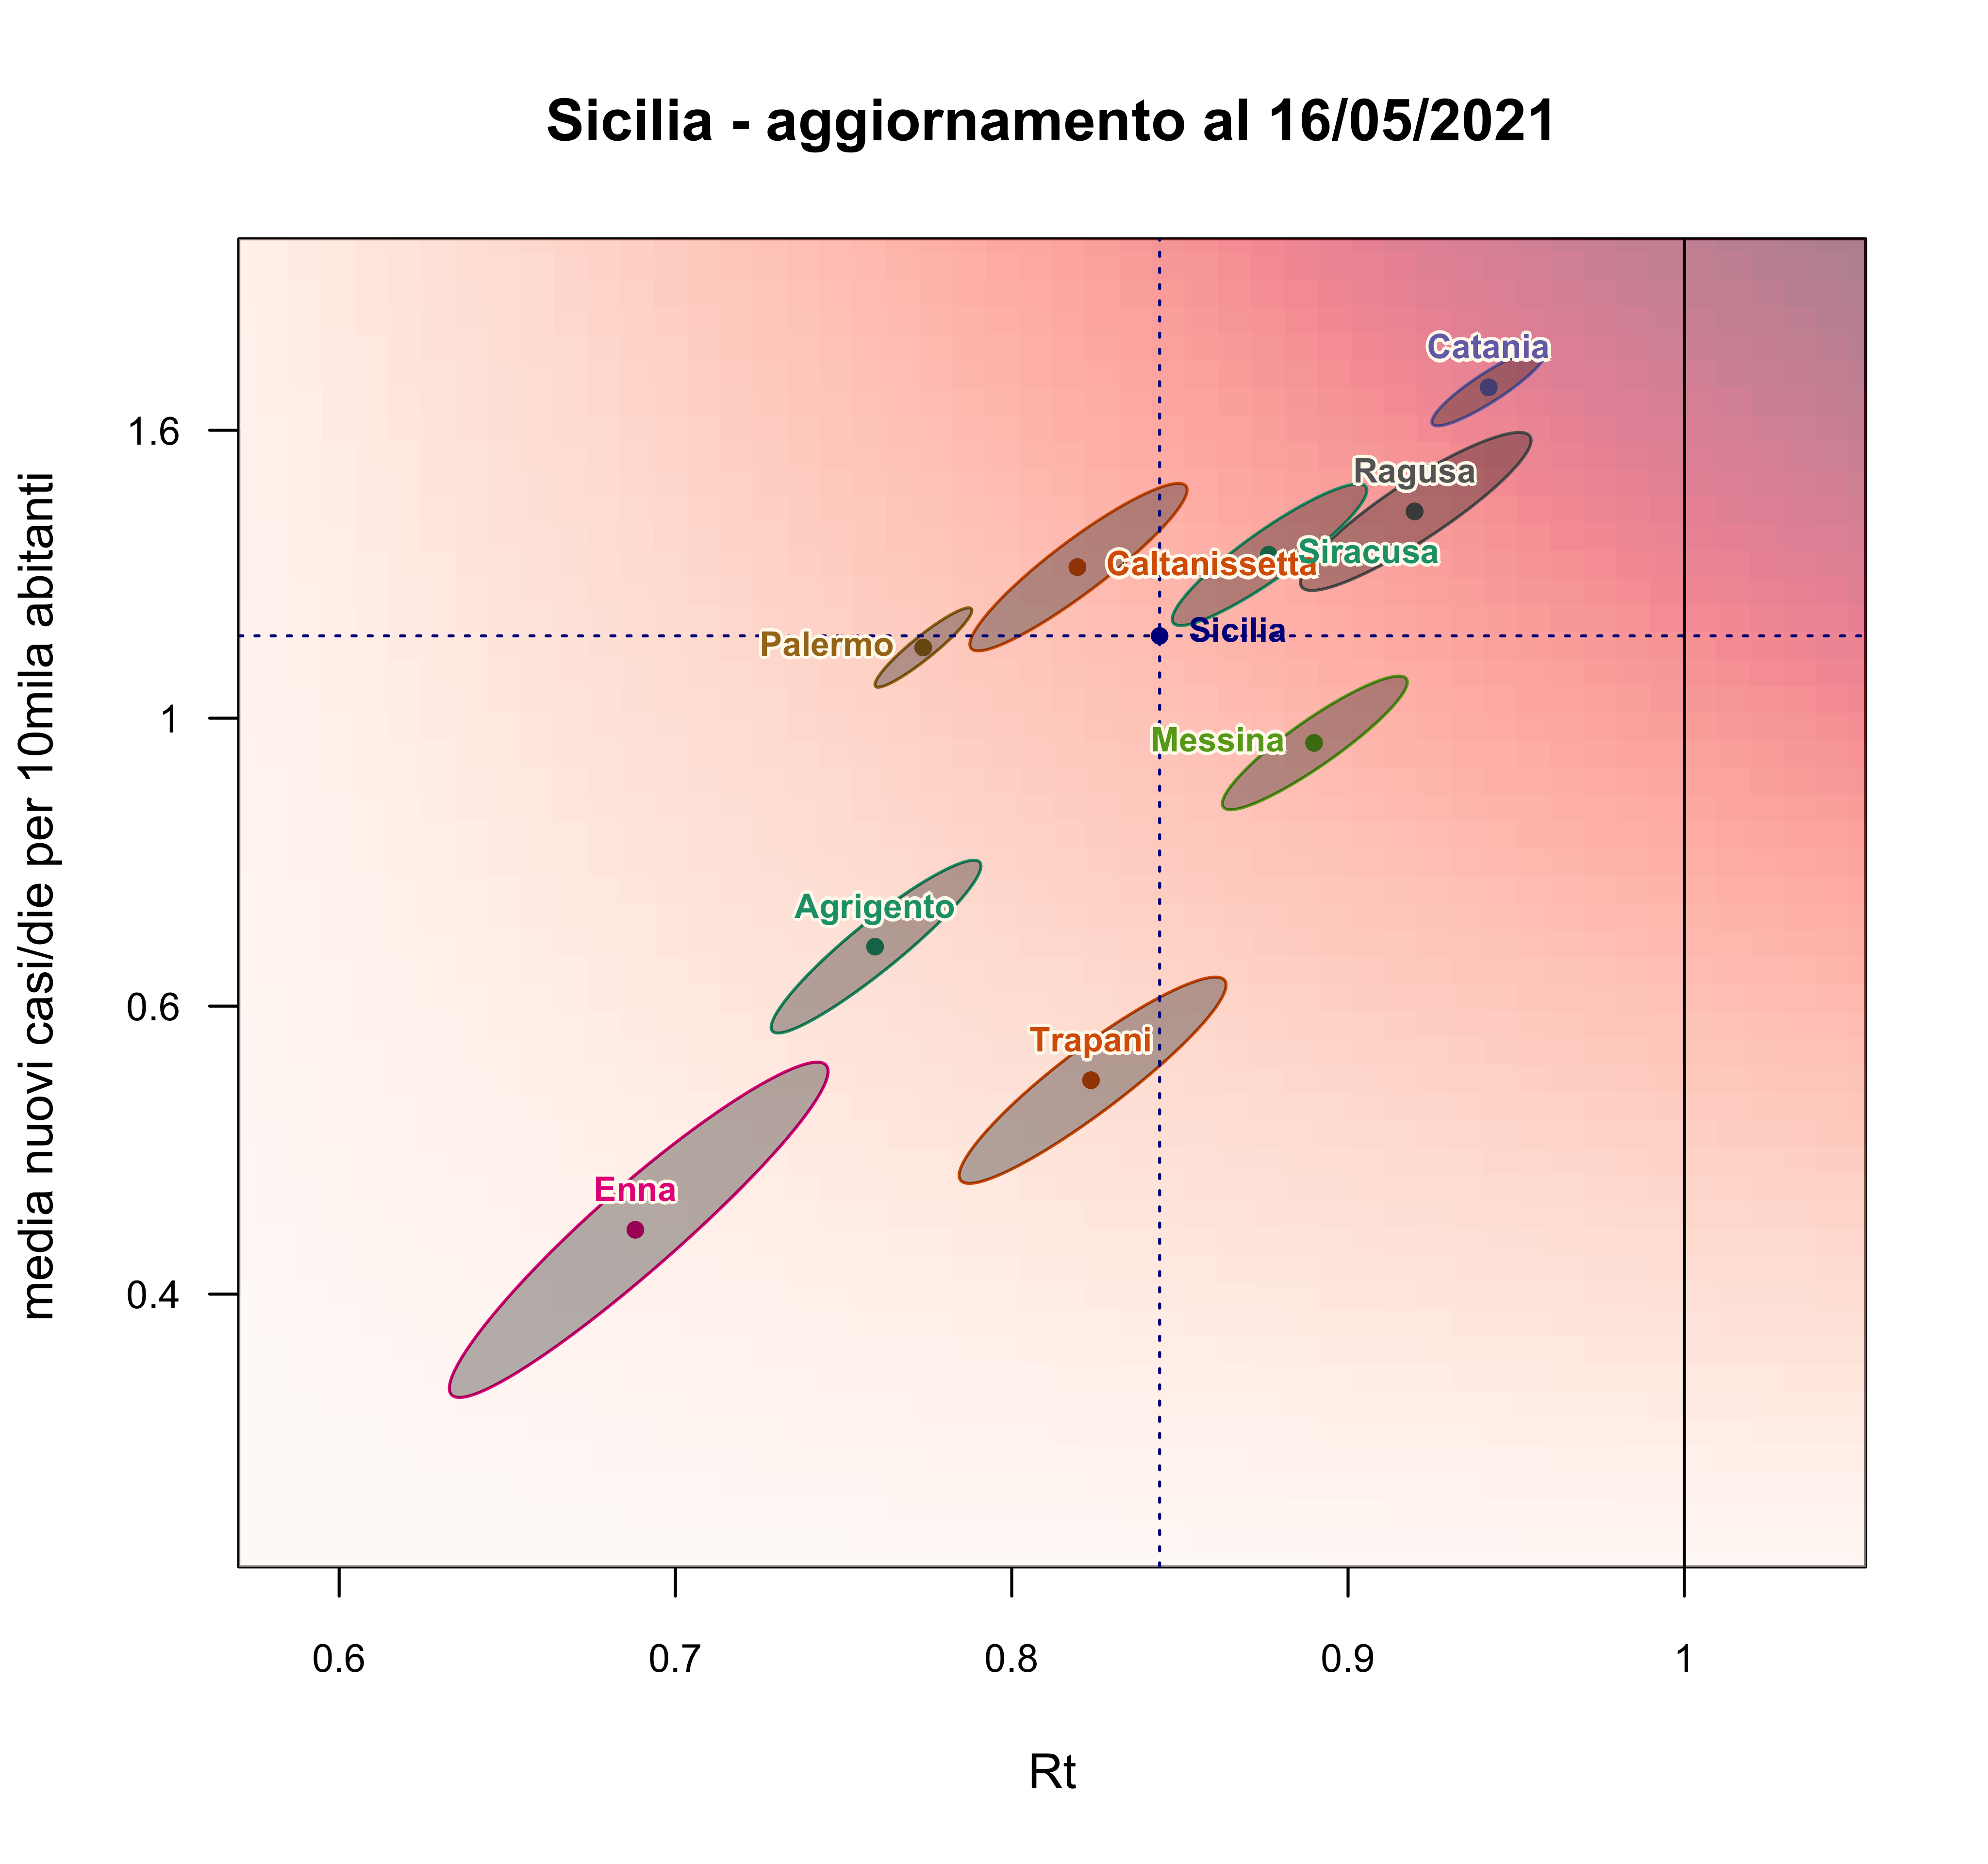 Sicilia - aggiornamento al 16/05/2021
media nuovi casi/die per 10mila abitanti
1.6
1
0.6
0.4
Catania
Ragusa
Siracusa
Caltanissetta
Sicilia
Palermo
Messina
Agrigento
Trapani
Enna
0.6
0.7
0.8
0.9
1
Rt